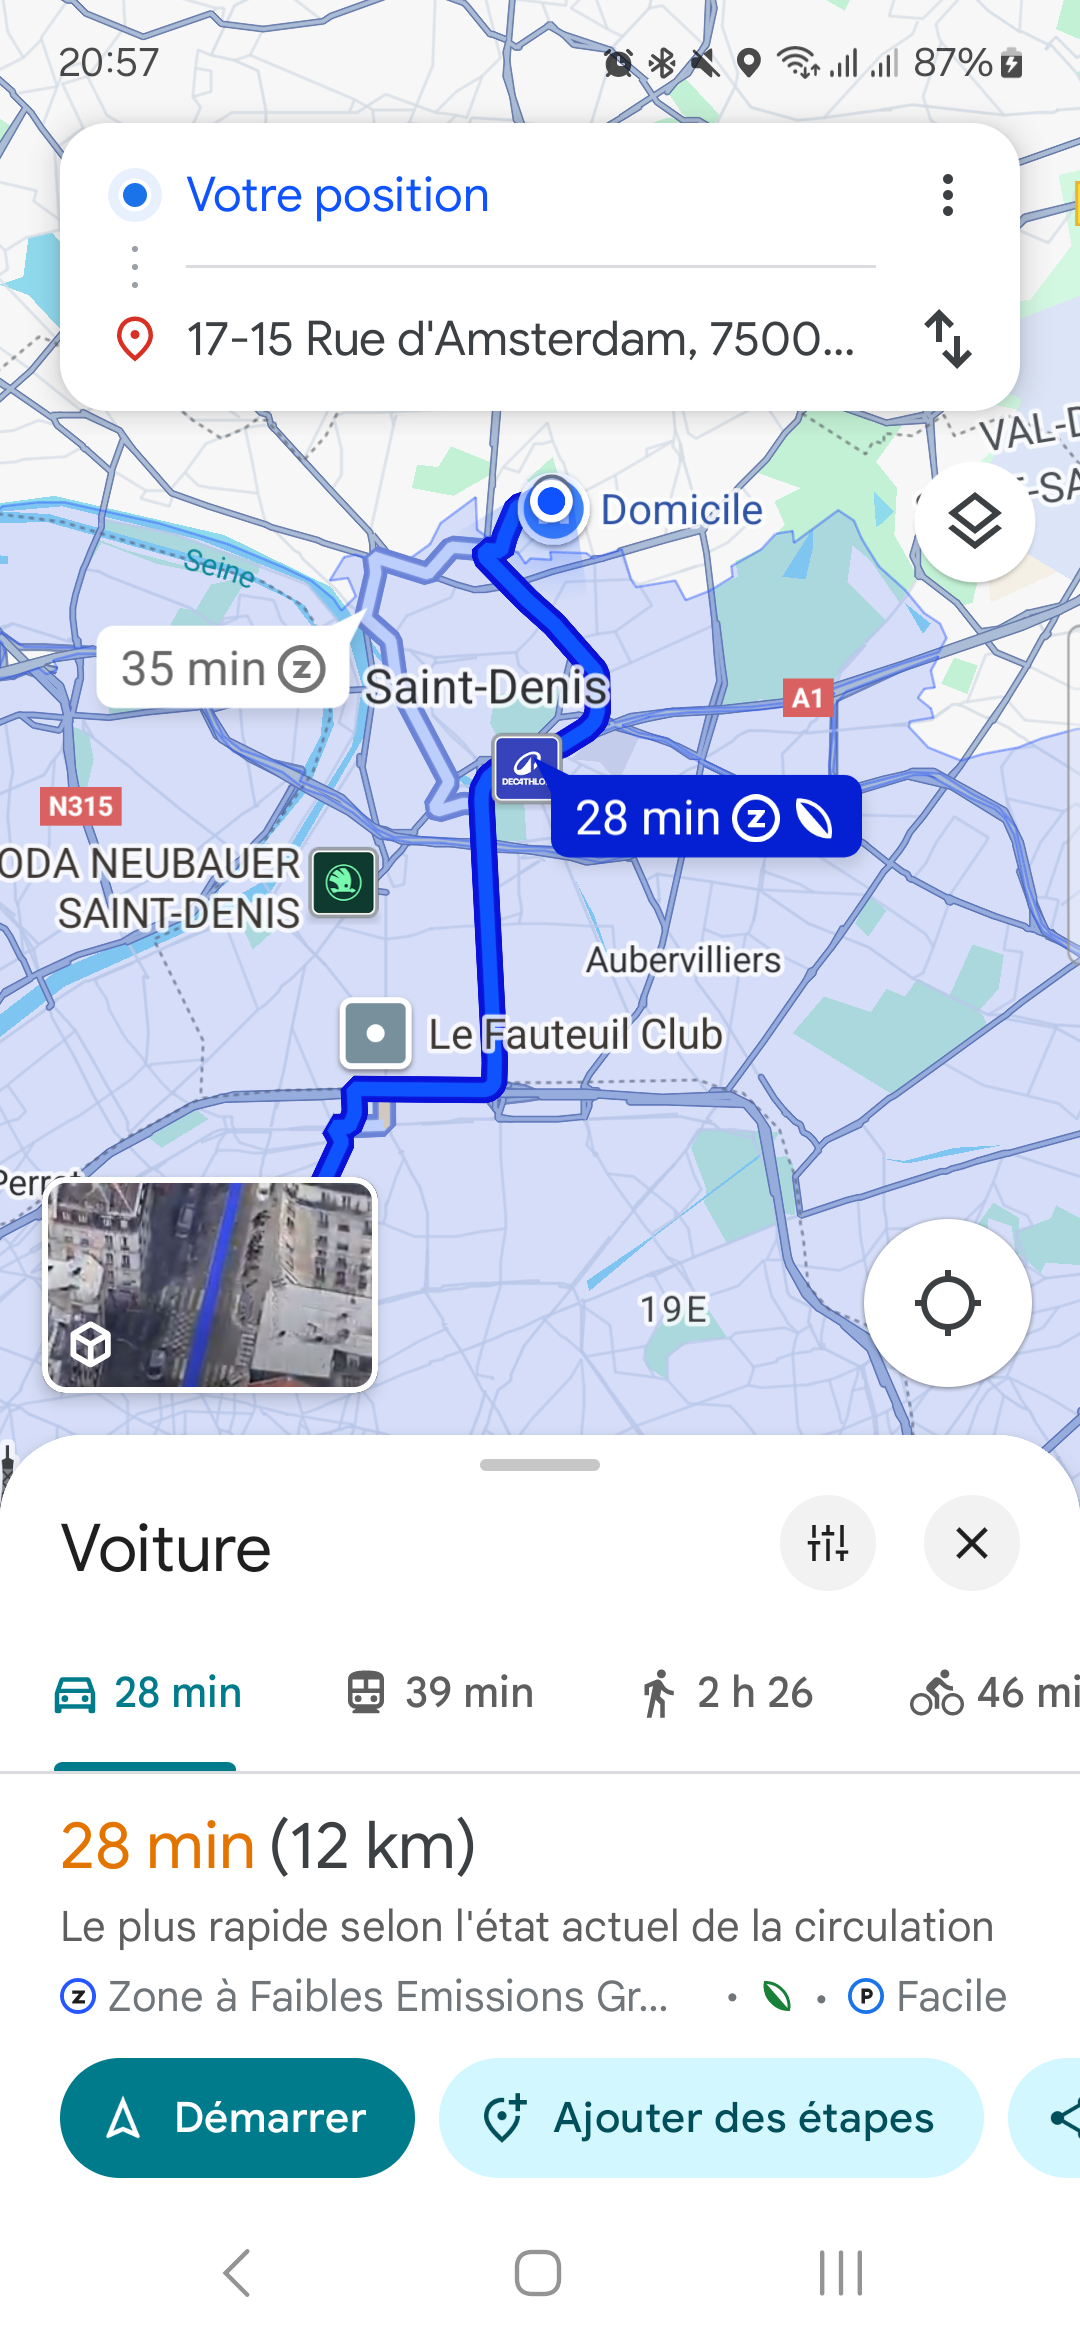 20:57
87%
Votre position
17-15 Rue d'Amsterdam, 7500...
VAL-D
-SA
Domicile
Seine
35 min
Saint-Denis
A1
DECATHLO
28 min
N315
ODA NEUBAUER
SAINT-DENIS
Aubervilliers
Le Fauteuil Club
Perret
19E
Voiture
28 min
39 min
2 h 26
46 mi
28 min (12 km)
Le plus rapide selon l'état actuel de la circulation
Z Zone à Faibles Emissions Gr... • • P Facile
Démarrer
Ajouter des étapes